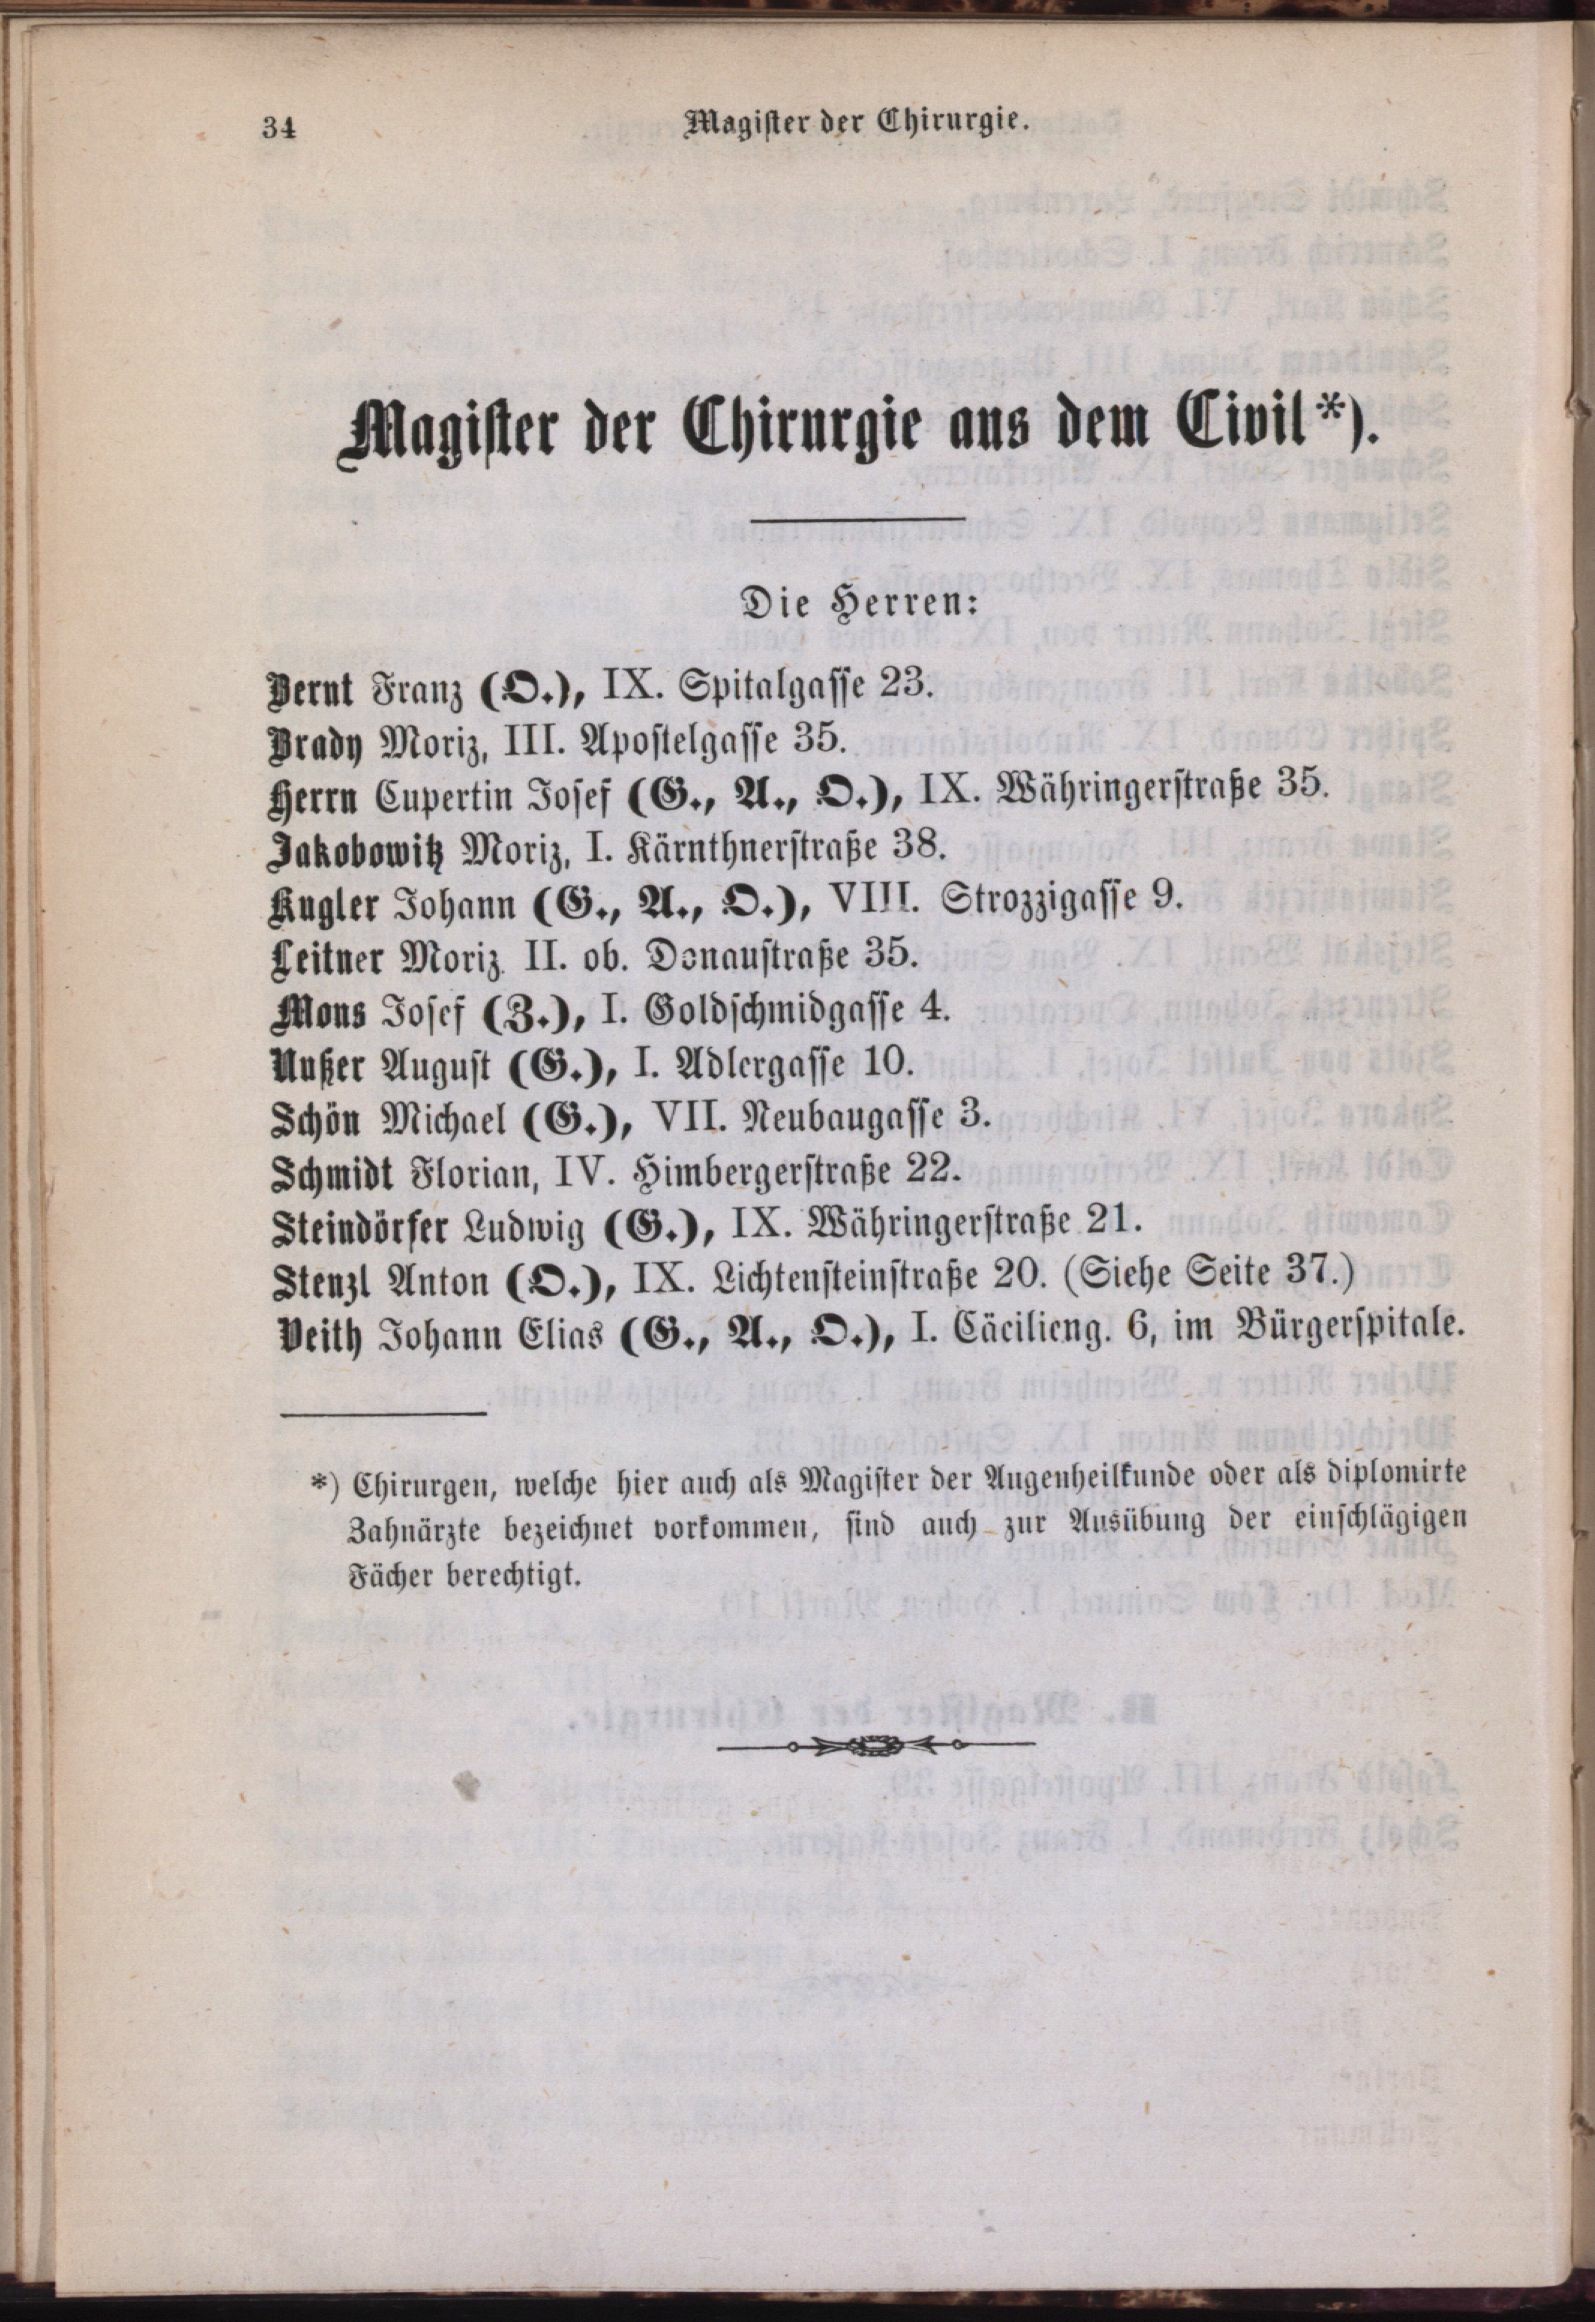 34
Magister der Chirurgie.
Magister der Chirurgie aus dem Civil*).
Die Herren:
Bernt Franz (O.), IX. Spitalgasse 23.
Brady Moriz, III. Apostelgasse 35.
Herrn Cupertin Josef (G., A., O.), IX. Währingerstraße 35.
Jakobowitz Moriz, I. Kärnthnerstraße 38.
Kugler Johann (G., A., O.), VIII. Strozzigasse 9.
Leitner Moriz II. ob. Donaustraße 35.
Mons Josef (Z.), I. Goldschmidgasse 4.
Nußer August (G.), I. Adlergasse 10.
Schön Michael (G.), VII. Neubaugasse 3.
Schmidt Florian, IV. Himbergerstraße 22.
Steindörfer Ludwig (G.), IX. Währingerstraße 21.
Stenzl Anton (O.), IX. Lichtensteinstraße 20. (Siehe Seite 37.)
Veith Johann Elias (G., A., O.), I. Cäcilieng. 6, im Bürgerspitale.
*) Chirurgen, welche hier auch als Magister der Augenheilkunde oder als diplomirte
Zahnärzte bezeichnet vorkommen, sind auch zur Ausübung der einschlägigen
Fächer berechtigt.